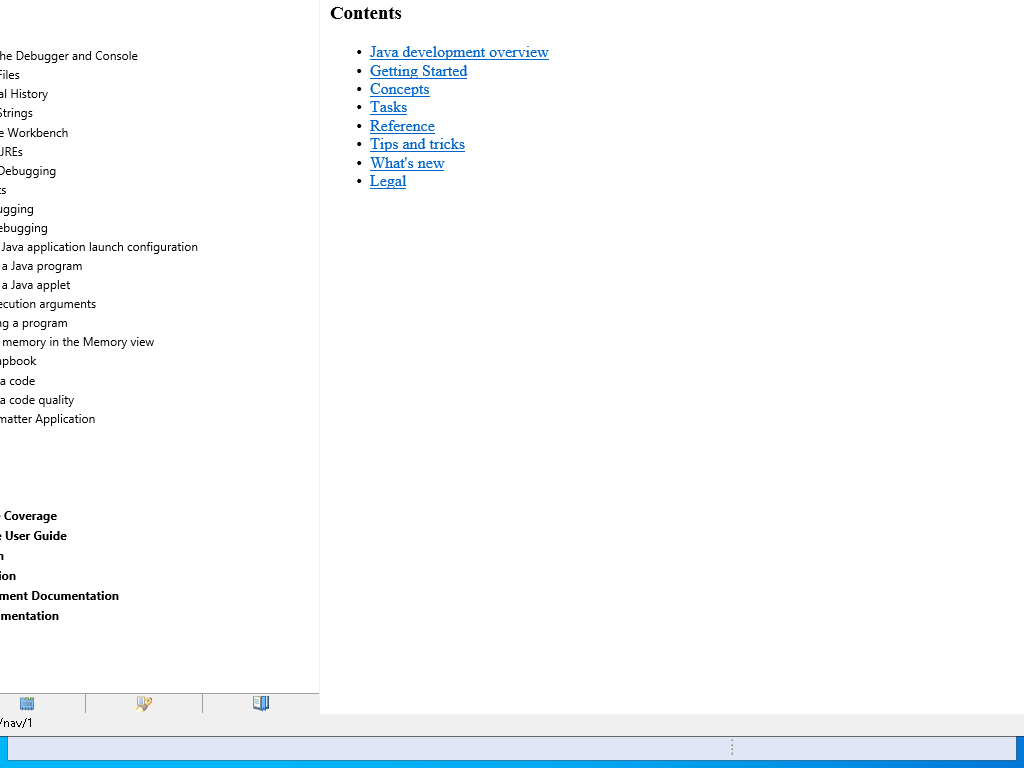 Contents
he Debugger and Console
Files
al History
Strings
e Workbench
JREs
Debugging
ts
ugging
ebugging
Java application launch configuration
a Java program
a Java applet
ecution arguments
ng a program
memory in the Memory view
apbook
a code
a code quality
matter Application
Coverage
e User Guide
n
ion
ment Documentation
mentation
• Java development overview
• Getting Started
• Concepts
• Tasks
• Reference
• Tips and tricks
• What's new
• Legal
/nav/1